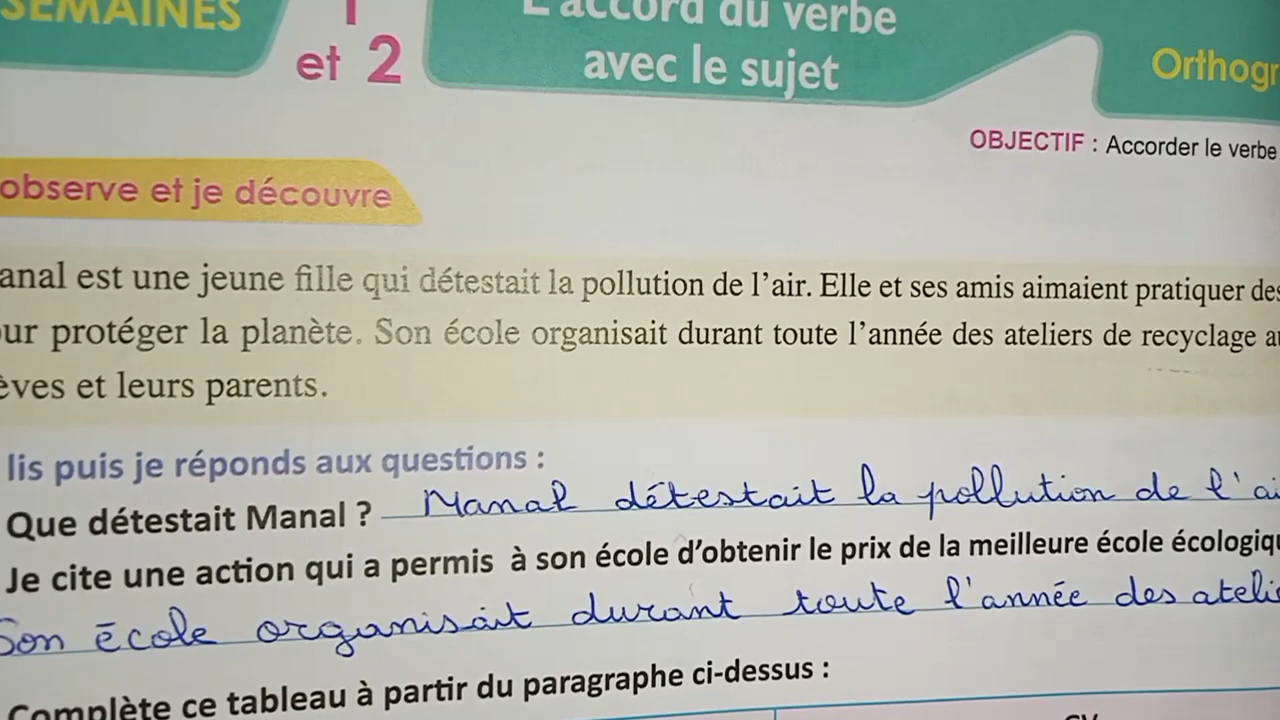 SEMAINES
1
et 2
L'accord du verbe
avec le sujet
Orthogr
OBJECTIF : Accorder le verbe
observe et je découvre
anal est une jeune fille qui détestait la pollution de l'air. Elle et ses amis aimaient pratiquer des
our protéger la planète. Son école organisait durant toute l'année des ateliers de recyclage au
èves et leurs parents.
lis puis je réponds aux questions :
Que détestait Manal ? Manal détestait la pollution de l'ai
Je cite une action qui a permis à son école d'obtenir le prix de la meilleure école écologiqu
Son école organisait durant toute l'année des atelie
Complète ce tableau à partir du paragraphe ci-dessus :